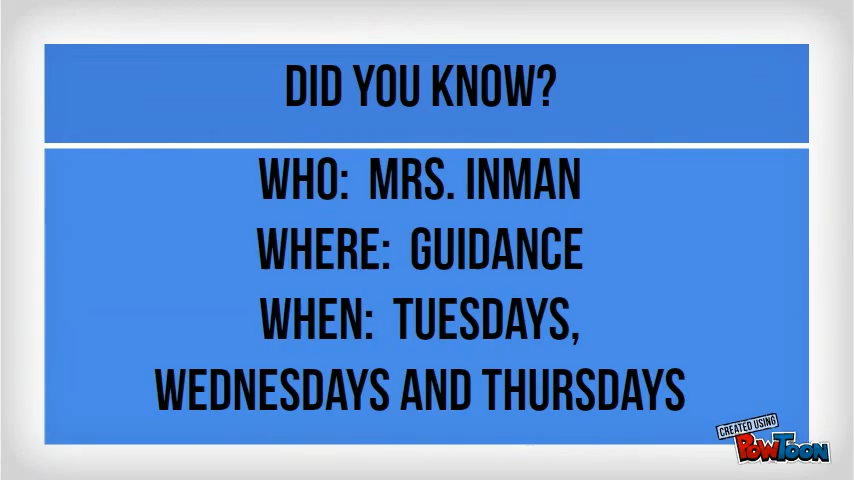 DID YOU KNOW?
WHO: MRS. INMAN
WHERE: GUIDANCE
WHEN: TUESDAYS,
WEDNESDAYS AND THURSDAYS
CREATED USING
POWTOON